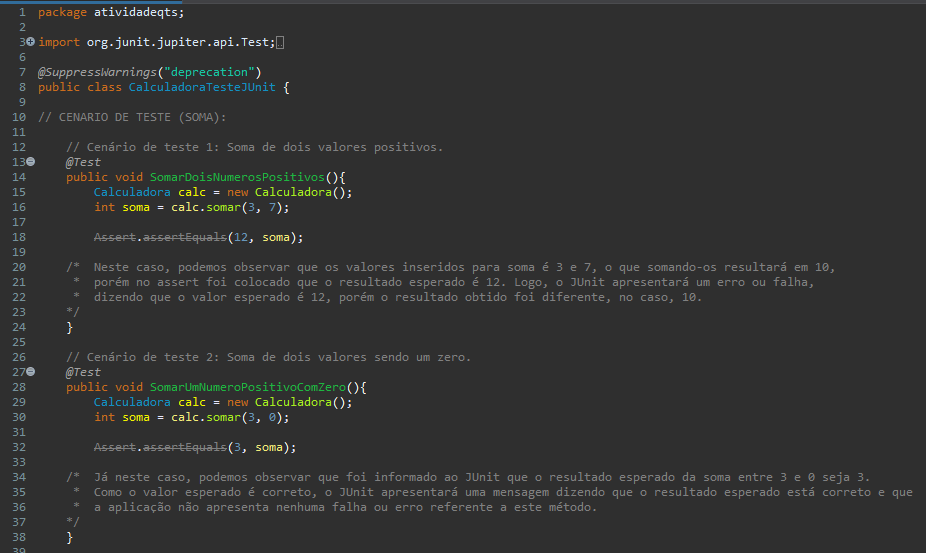 1 package atividadeqts;
2
3 import org.junit.jupiter.api.Test;
6
7 @SuppressWarnings("deprecation")
8 public class CalculadoraTesteJUnit {
9
10 // CENARIO DE TESTE (SOMA):
11
12 // Cenário de teste 1: Soma de dois valores positivos.
13 @Test
14 public void SomarDoisNumerosPositivos(){
15 Calculadora calc = new Calculadora();
16 int soma = calc.somar(3, 7);
17
18 Assert.assertEquals(12, soma);
19
20 /* Neste caso, podemos observar que os valores inseridos para soma é 3 e 7, o que somando-os resultará em 10,
21 * porém no assert foi colocado que o resultado esperado é 12. Logo, o JUnit apresentará um erro ou falha,
22 * dizendo que o valor esperado é 12, porém o resultado obtido foi diferente, no caso, 10.
23 */
24 }
25
26 // Cenário de teste 2: Soma de dois valores sendo um zero.
27 @Test
28 public void SomarUmNumeroPositivoComZero(){
29 Calculadora calc = new Calculadora();
30 int soma = calc.somar(3, 0);
31
32 Assert.assertEquals(3, soma);
33
34 /* Já neste caso, podemos observar que foi informado ao JUnit que o resultado esperado da soma entre 3 e 0 seja 3.
35 * Como o valor esperado é correto, o JUnit apresentará uma mensagem dizendo que o resultado esperado está correto e que
36 * a aplicação não apresenta nenhuma falha ou erro referente a este método.
37 */
38 }
39